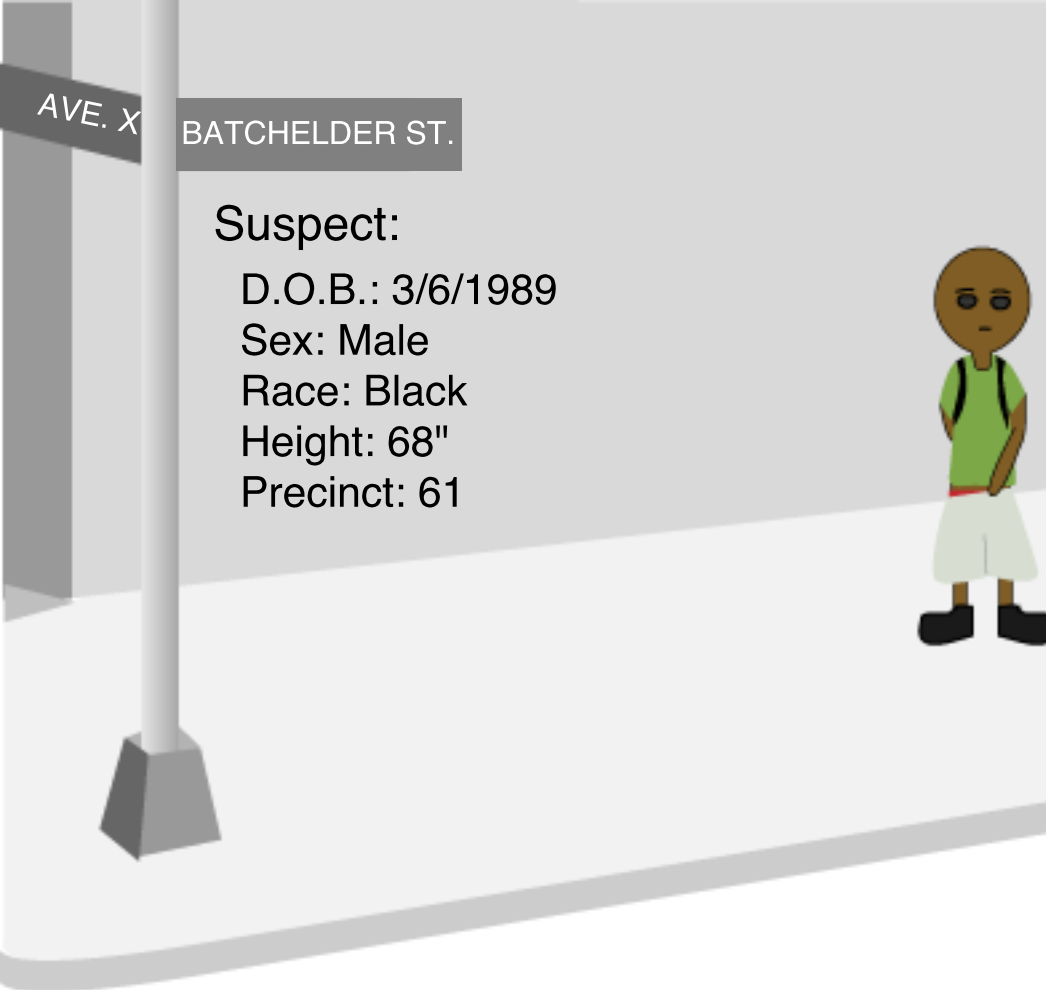 AVE. X
BATCHELDER ST.
Suspect:
D.O.B.: 3/6/1989
Sex: Male
Race: Black
Height: 68"
Precinct: 61